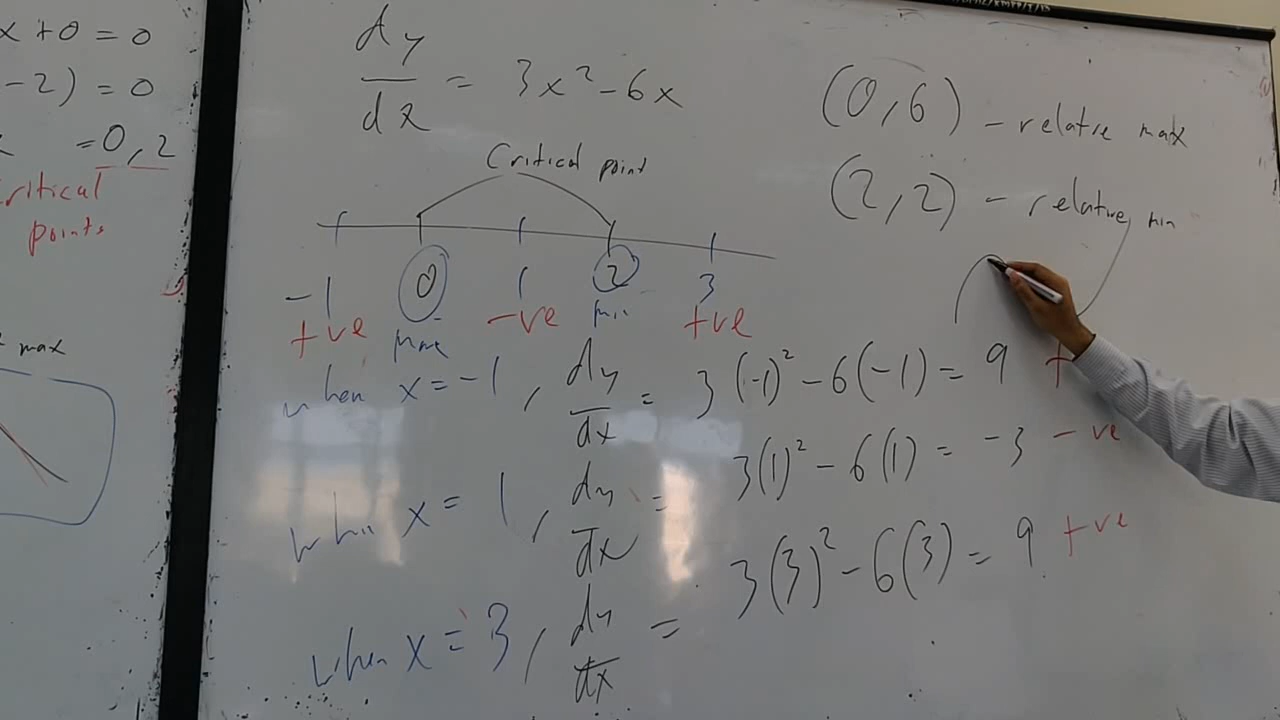 x + 0 = 0
- 2) = 0
= 0, 2
critical
points
max
dy/dx = 3x² - 6x
Critical point
-1 0 1 2 3
+ve max -ve min +ve
when x = -1, dy/dx = 3(-1)² - 6(-1) = 9 +
when x = 1, dy/dx = 3(1)² - 6(1) = -3 -ve
when x = 3, dy/dx = 3(3)² - 6(3) = 9 +ve
(0, 6) - relative max
(2, 2) - relative min